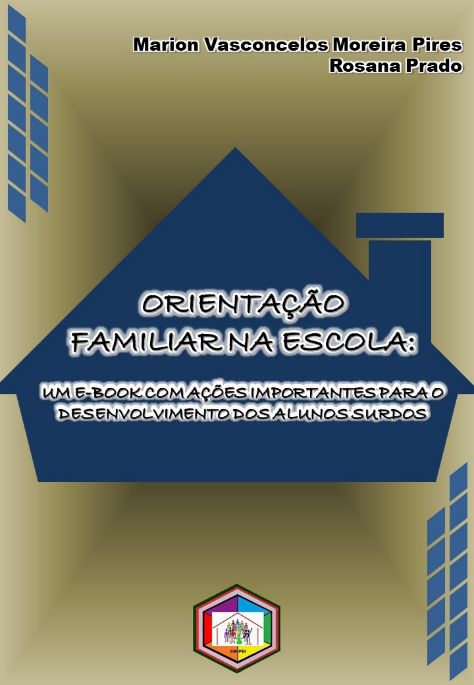 Marion Vasconcelos Moreira Pires
Rosana Prado
ORIENTAÇÃO
FAMILIAR NA ESCOLA:
UM E-BOOK COM AÇÕES IMPORTANTES PARA O
DESENVOLVIMENTO DOS ALUNOS SURDOS